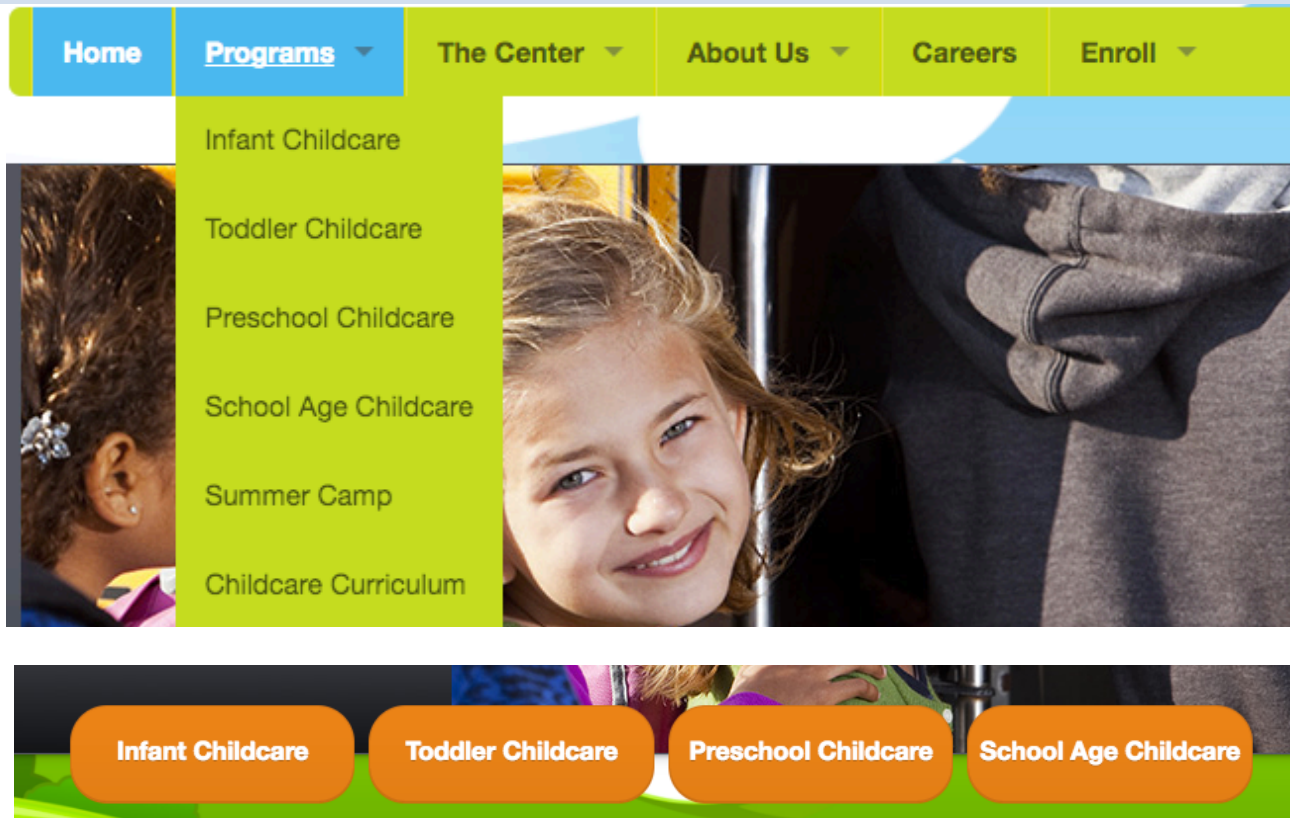 Home Programs The Center About Us Careers Enroll
Infant Childcare
Toddler Childcare
Preschool Childcare
School Age Childcare
Summer Camp
Childcare Curriculum
Infant Childcare Toddler Childcare Preschool Childcare School Age Childcare